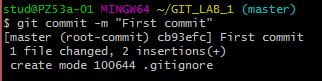 stud@PZ53a-01 MINGW64 ~/GIT_LAB_1 (master)
$ git commit -m "First commit"
[master (root-commit) cb93efc] First commit
 1 file changed, 2 insertions(+)
 create mode 100644 .gitignore